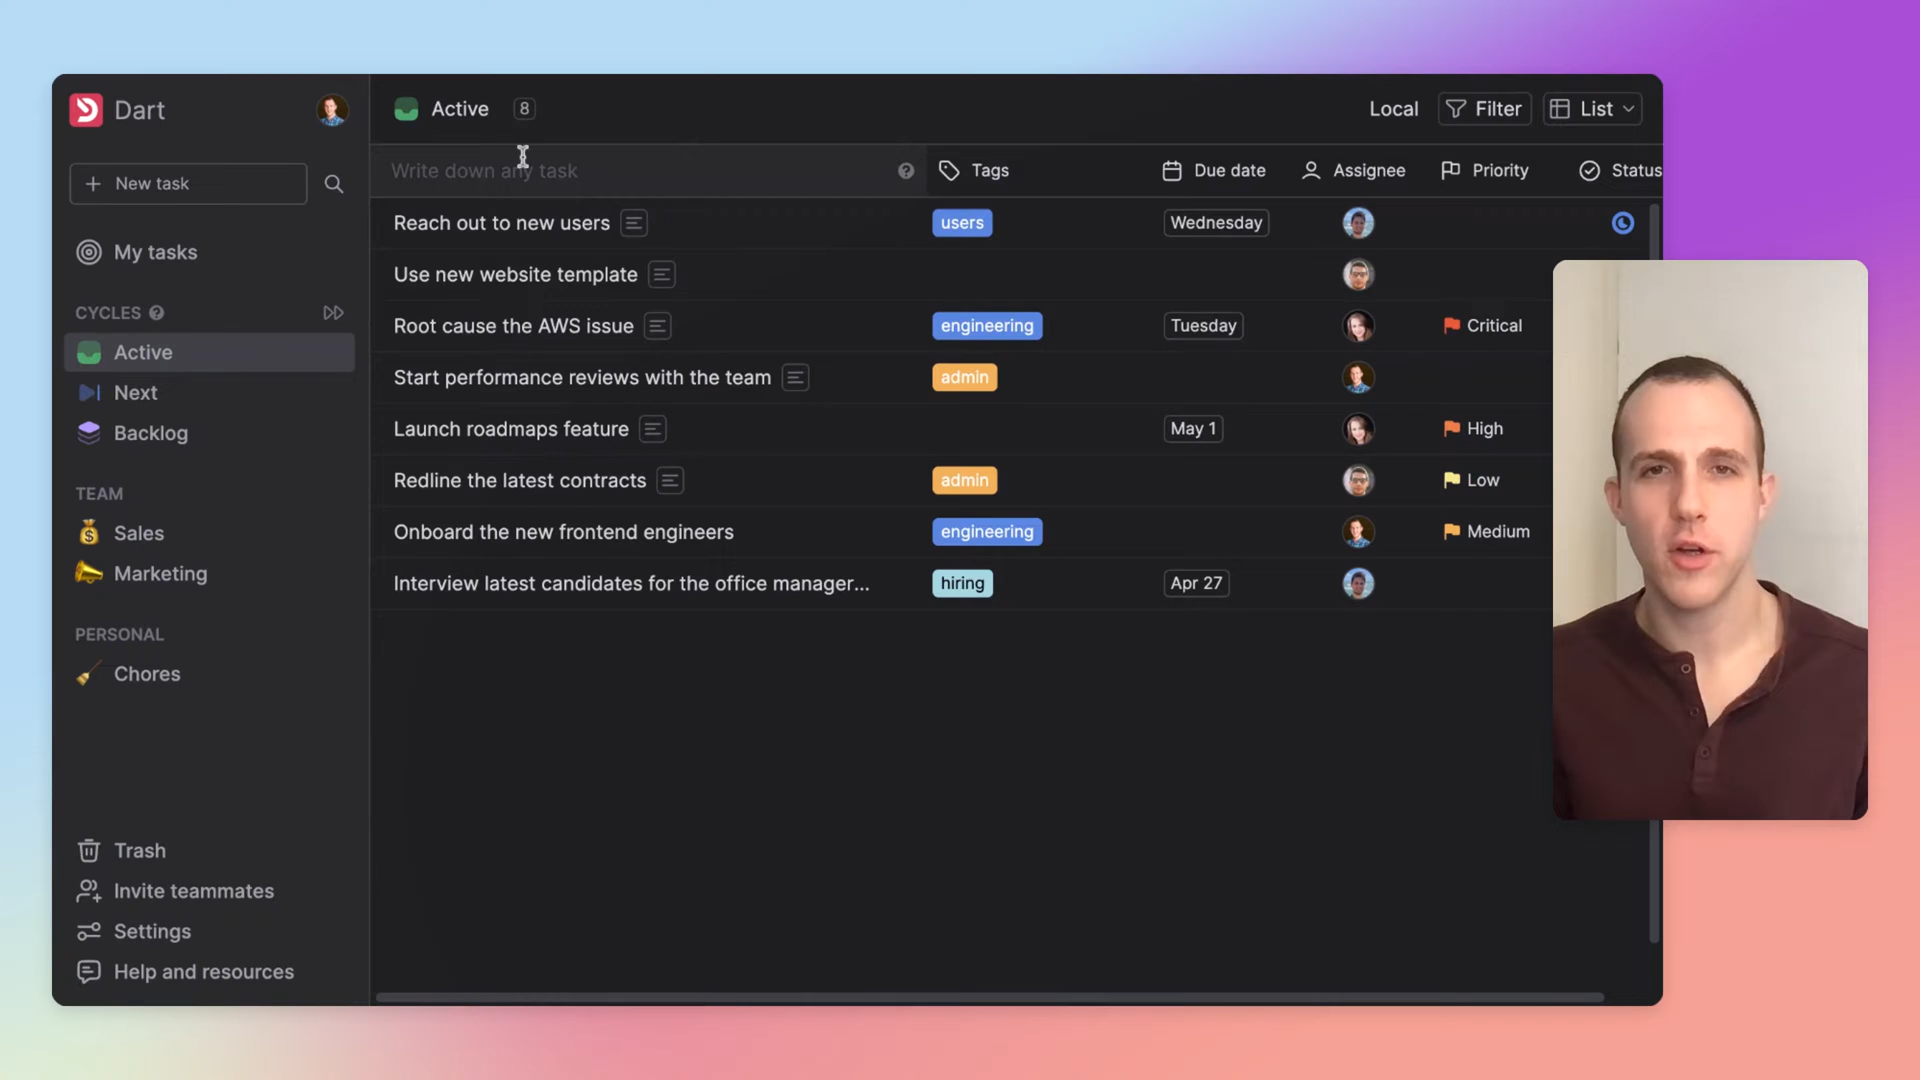 Dart
New task
My tasks
CYCLES
Active
Next
Backlog
TEAM
Sales
Marketing
PERSONAL
Chores
Trash
Invite teammates
Settings
Help and resources
Active 8
Local Filter List
Write down any task Tags Due date Assignee Priority Status
Reach out to new users users Wednesday
Use new website template
Root cause the AWS issue engineering Tuesday Critical
Start performance reviews with the team admin
Launch roadmaps feature May 1 High
Redline the latest contracts admin Low
Onboard the new frontend engineers engineering Medium
Interview latest candidates for the office manager... hiring Apr 27